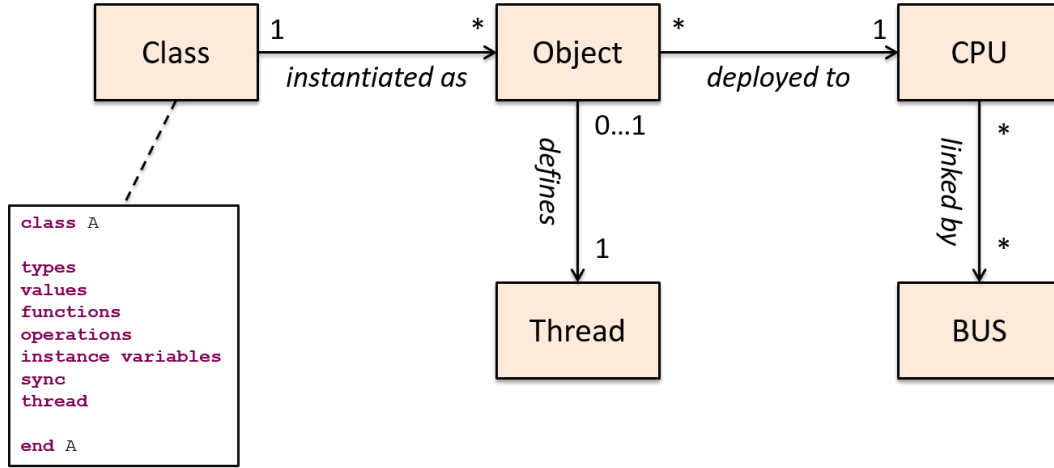 Class
1
*
instantiated as
Object
*
1
deployed to
CPU
0...1
defines
1
Thread
*
linked by
*
BUS
class A
types
values
functions
operations
instance variables
sync
thread
end A